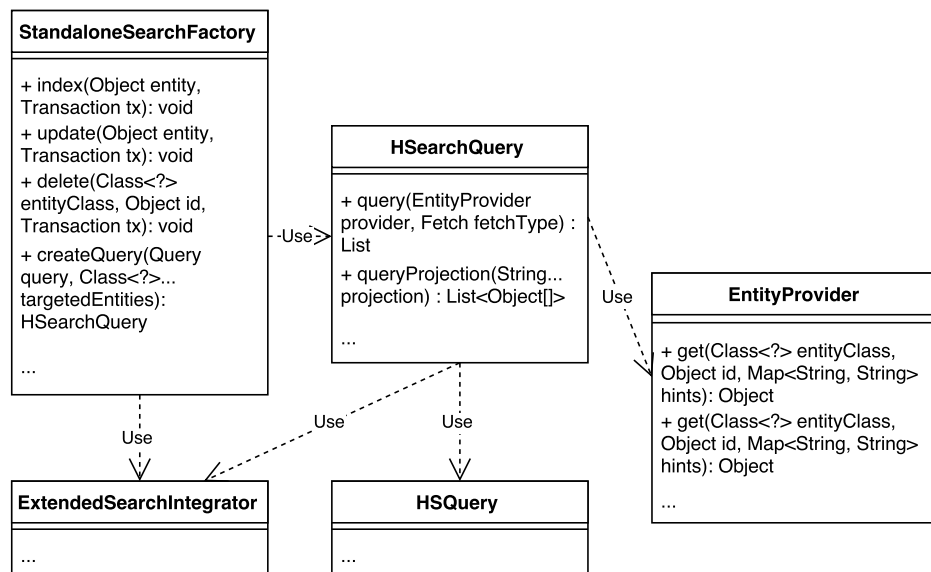 StandaloneSearchFactory
+ index(Object entity,
Transaction tx): void
+ update(Object entity,
Transaction tx): void
+ delete(Class<?>
entityClass, Object id,
Transaction tx): void
+ createQuery(Query
query, Class<?>...
targetedEntities):
HSearchQuery
...
Use
HSearchQuery
+ query(EntityProvider
provider, Fetch fetchType) :
List
+ queryProjection(String...
projection) : List<Object[]>
...
Use
EntityProvider
+ get(Class<?> entityClass,
Object id, Map<String, String>
hints): Object
+ get(Class<?> entityClass,
Object id, Map<String, String>
hints): Object
...
Use
Use
Use
ExtendedSearchIntegrator
...
HSQuery
...